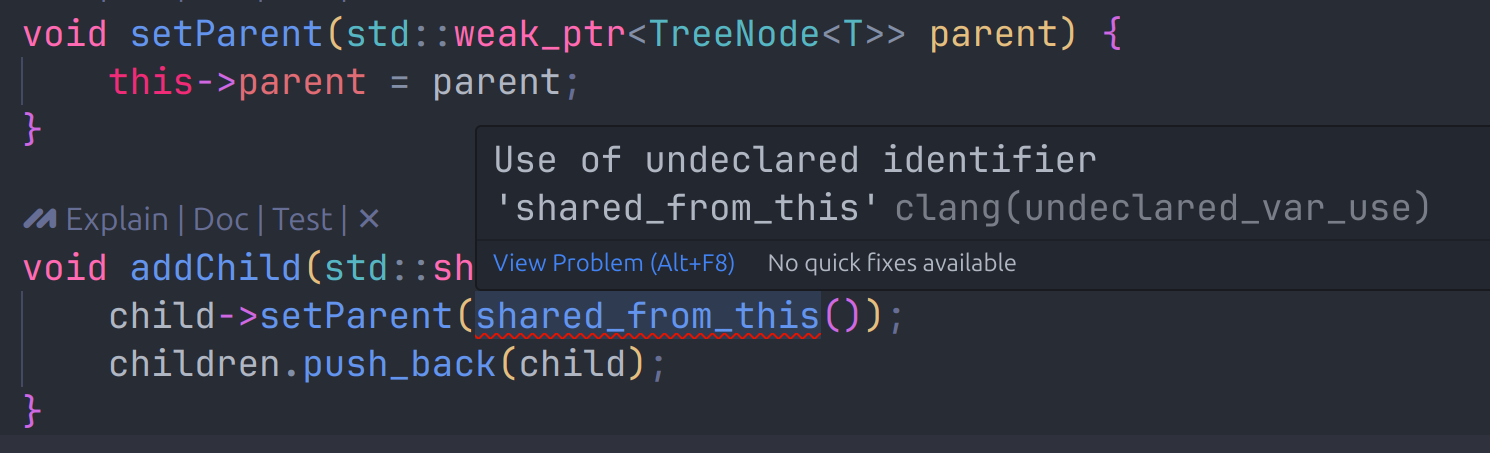 void setParent(std::weak_ptr<TreeNode<T>> parent) {
this->parent = parent;
}
Use of undeclared identifier
'shared_from_this' clang(undeclared_var_use)
View Problem (Alt+F8) No quick fixes available
Explain | Doc | Test | ✕
void addChild(std::sh
child->setParent(shared_from_this());
children.push_back(child);
}